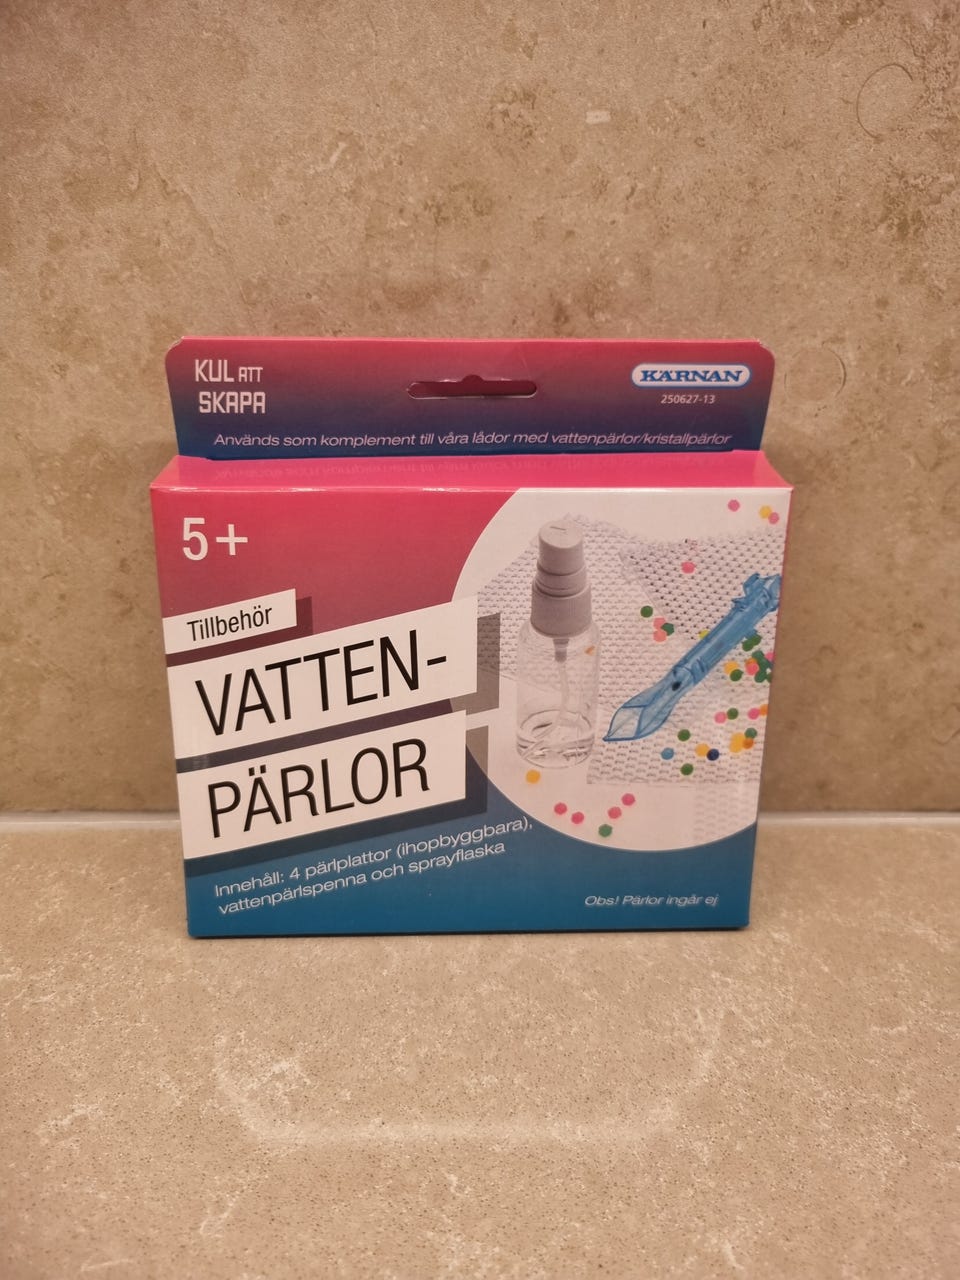 KUL ATT
SKAPA
KÄRNAN
250627-13
Används som komplement till våra lådor med vattenpärlor/kristallpärlor
5+
Tillbehör
VATTEN-
PÄRLOR
Innehåll: 4 pärlplattor (ihopbyggbara),
vattenpärlspenna och sprayflaska
Obs! Pärlor ingår ej